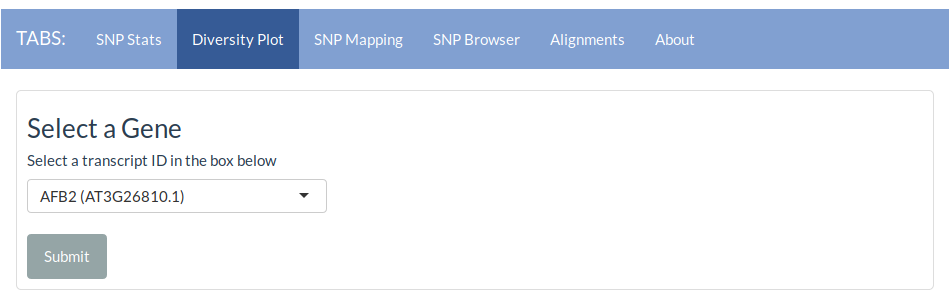 TABS: SNP Stats Diversity Plot SNP Mapping SNP Browser Alignments About
Select a Gene
Select a transcript ID in the box below
AFB2 (AT3G26810.1)
Submit